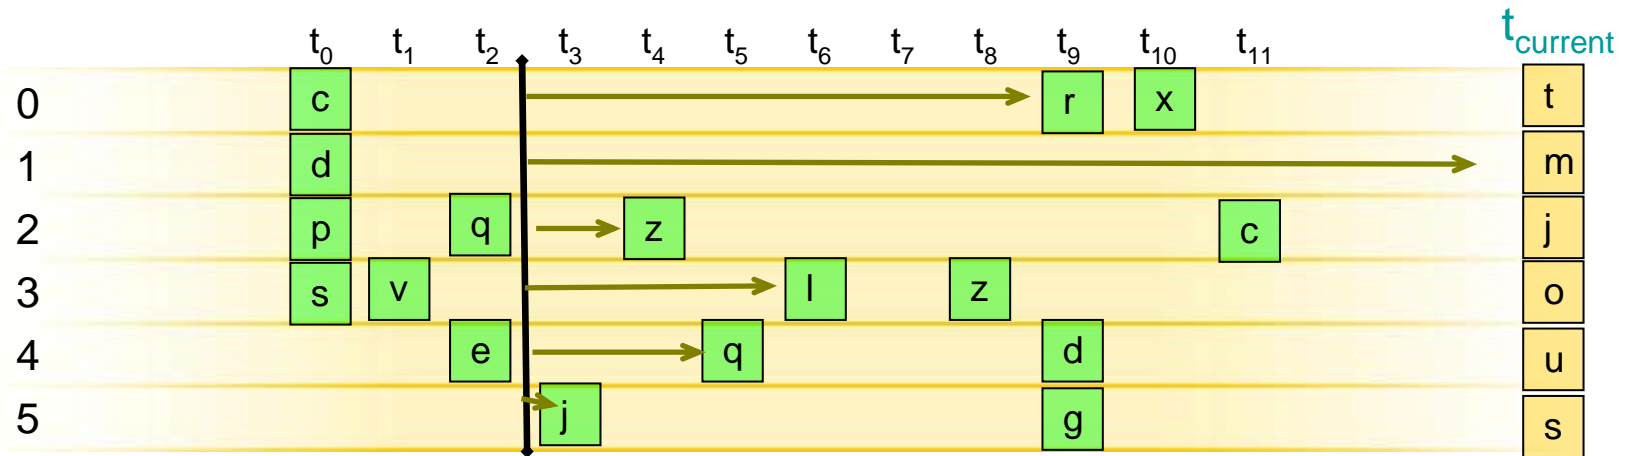 t0 t1 t2 t3 t4 t5 t6 t7 t8 t9 t10 t11 tcurrent
0 c r x t
1 d m
2 p q z c j
3 s v l z o
4 e q d u
5 j g s